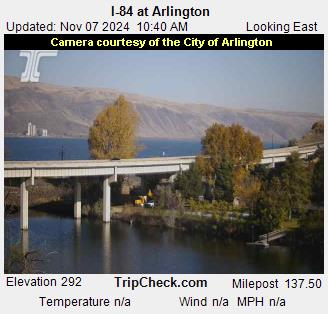 I-84 at Arlington
Updated: Nov 07 2024 10:40 AM Looking East
Camera courtesy of the City of Arlington
Elevation 292 TripCheck.com Milepost 137.50
Temperature n/a Wind n/a MPH n/a